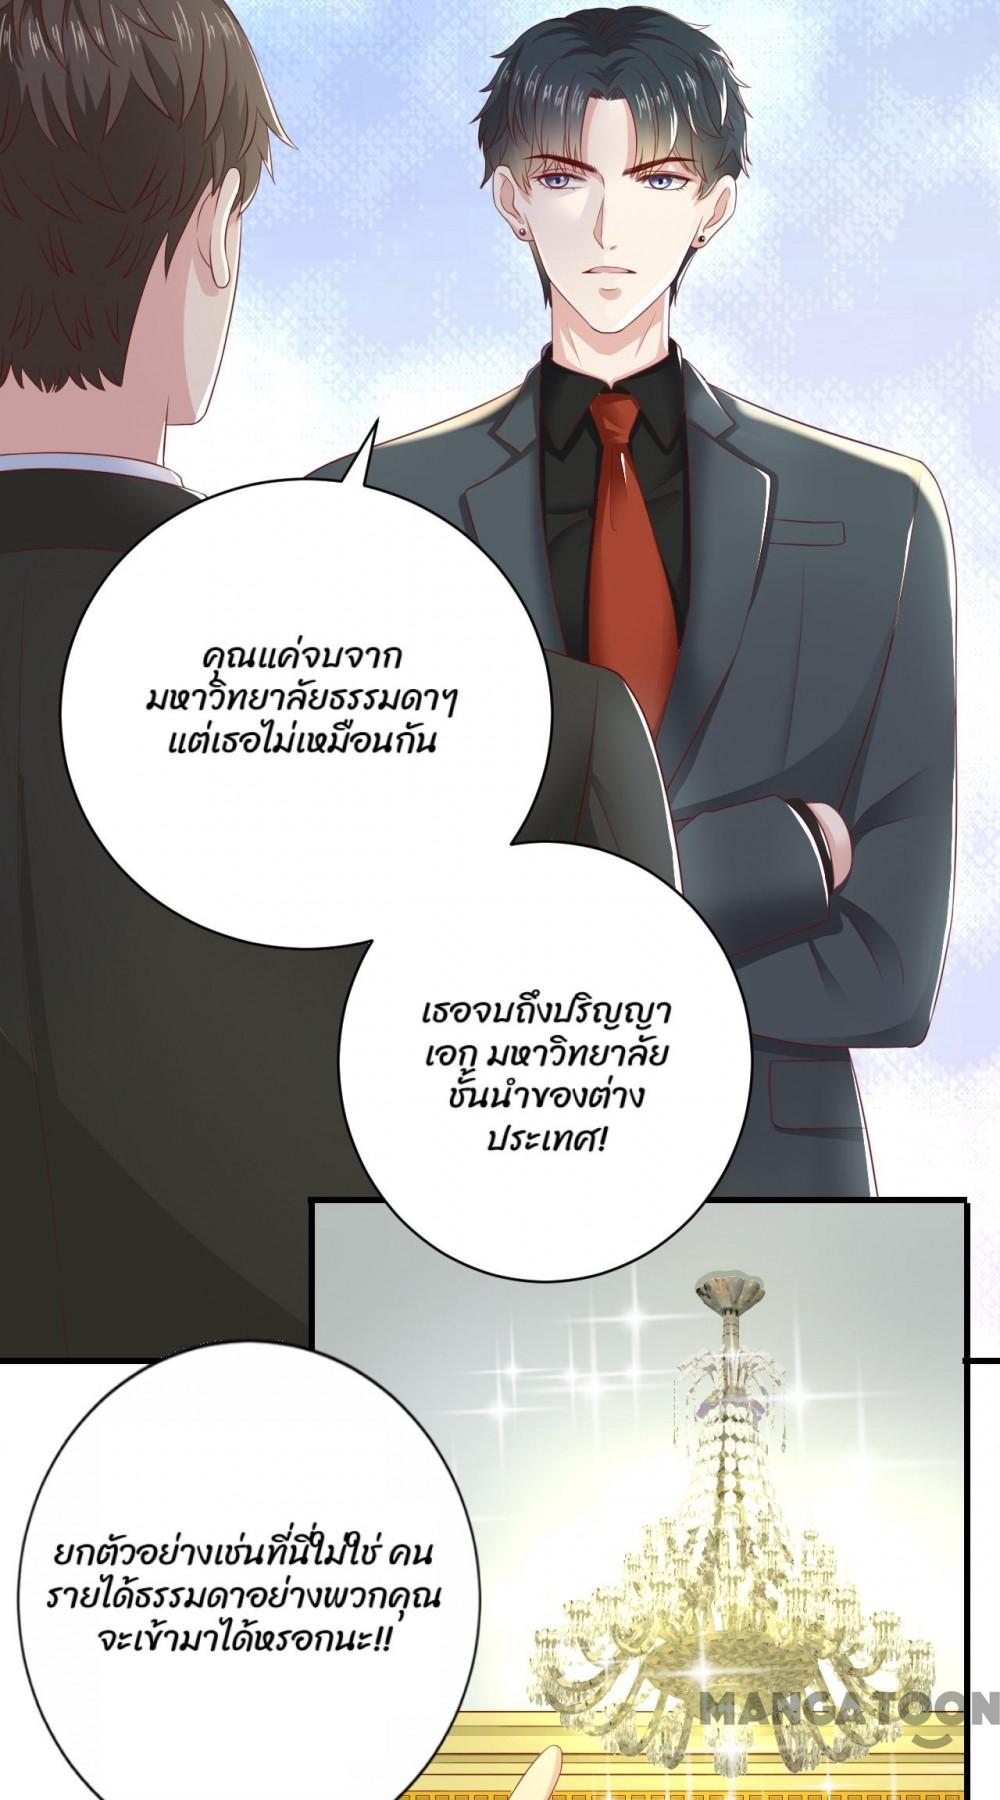 คุณแค่จบจาก
มหาวิทยาลัยธรรมดาๆ
แต่เธอไม่เหมือนกัน
เธอจบถึงปริญญา
เอก มหาวิทยาลัย
ชั้นนำของต่าง
ประเทศ!
ยกตัวอย่างเช่นที่นี่ไม่ใช่ คน
รายได้ธรรมดาอย่างพวกคุณ
จะเข้ามาได้หรอกนะ!!
MANGATOON